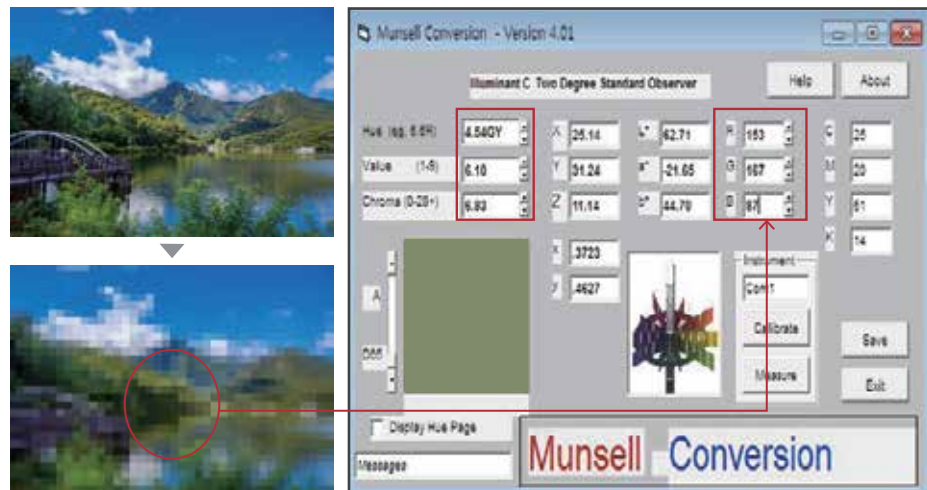 Munsell Conversion - Version 4.01
Illuminant C Two Degree Standard Observer
Help
About
Hue (eg. 5.6R) 4.54GY X 25.14 L* 62.71 R 153 C 25
Value (1-9) 6.10 Y 31.24 a* -21.65 G 167 M 20
Chroma (0-28+) 6.83 Z 11.14 b* 44.70 B 87 Y 61
x .3723 K 14
y .4627
A
D65
Instrument
Com1
Calibrate
Measure
Save
Exit
Display Hue Page
Messages
Munsell Conversion